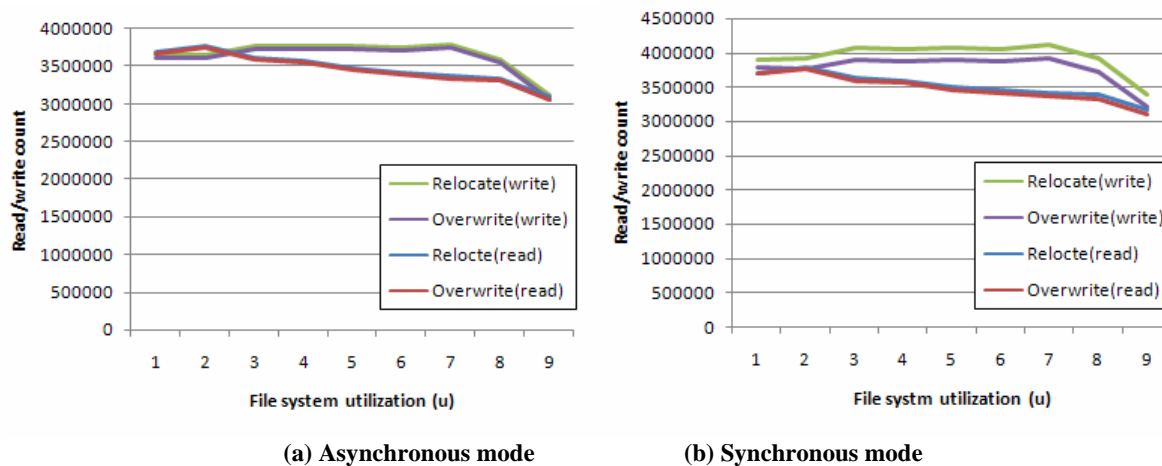 4000000
3500000
3000000
2500000
2000000
1500000
1000000
500000
0
Read/write count
1 2 3 4 5 6 7 8 9
File system utilization (u)
Relocate(write)
Overwrite(write)
Relocte(read)
Overwrite(read)
(a) Asynchronous mode
4500000
4000000
3500000
3000000
2500000
2000000
1500000
1000000
500000
0
Read/write count
1 2 3 4 5 6 7 8 9
File systm utilization (u)
Relocate(write)
Overwrite(write)
Relocte(read)
Overwrite(read)
(b) Synchronous mode